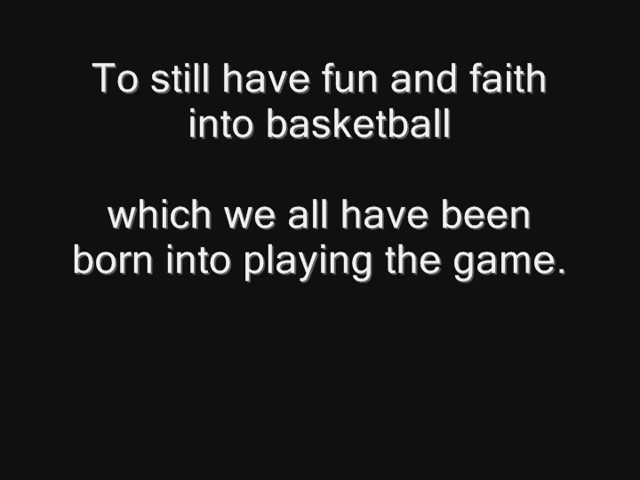 To still have fun and faith
into basketball
which we all have been
born into playing the game.